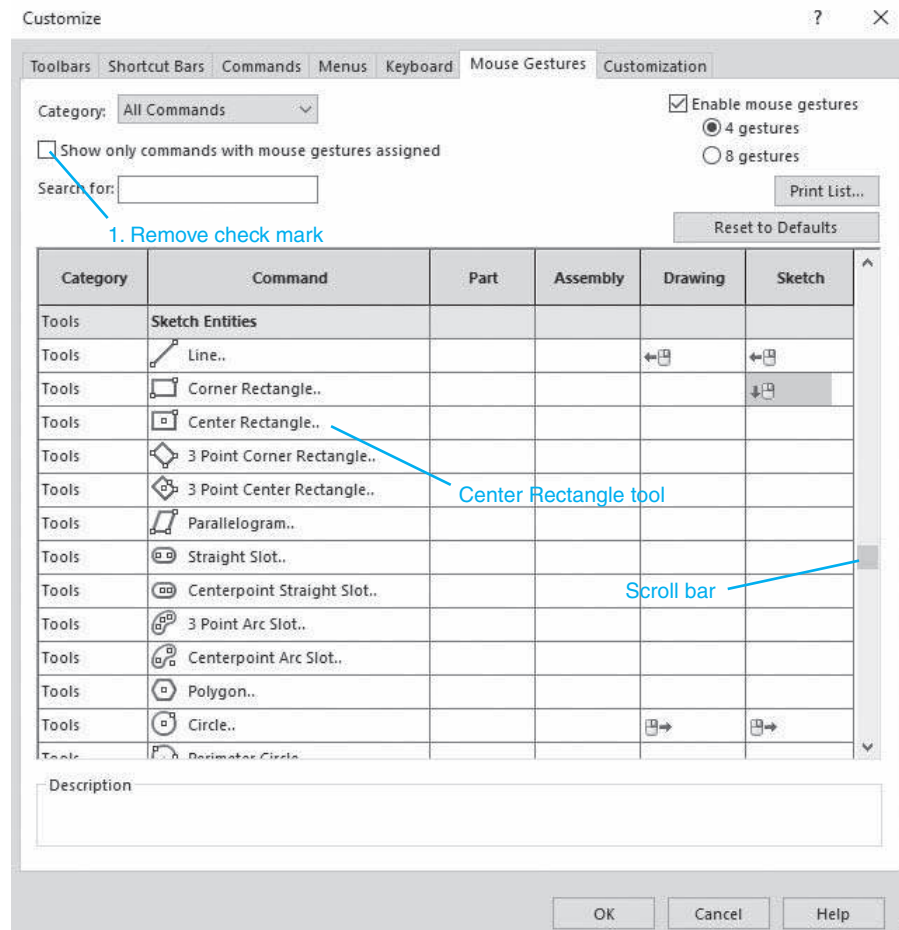 Customize ?
Toolbars Shortcut Bars Commands Menus Keyboard Mouse Gestures Customization
Category: All Commands
Enable mouse gestures
4 gestures
Show only commands with mouse gestures assigned
8 gestures
Search for:
Print List...
1. Remove check mark
Reset to Defaults
Category Command Part Assembly Drawing Sketch
Tools Sketch Entities
Tools Line..
Tools Corner Rectangle..
Tools Center Rectangle..
Tools 3 Point Corner Rectangle..
Tools 3 Point Center Rectangle..
Center Rectangle tool
Tools Parallelogram..
Tools Straight Slot..
Tools Centerpoint Straight Slot..
Scroll bar
Tools 3 Point Arc Slot..
Tools Centerpoint Arc Slot..
Tools Polygon..
Tools Circle..
Tools Perimeter Circle
Description
OK Cancel Help